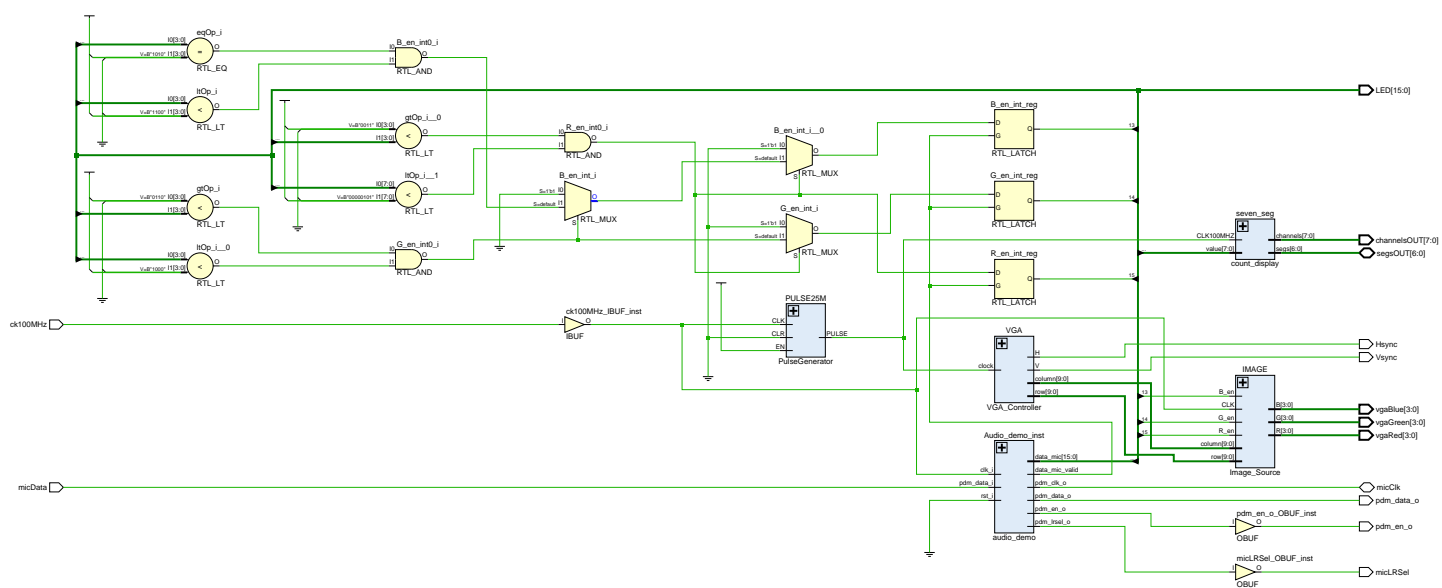 eqOp_i
I0[3:0]
V=B"1010" I1[3:0]
O
=
RTL_EQ
ltOp_i
I0[3:0]
V=B"1100" I1[3:0]
O
<
RTL_LT
B_en_int0_i
I0
I1
O
RTL_AND
gtOp_i__0
V=B"0011" I0[3:0]
I1[3:0]
O
<
RTL_LT
ltOp_i__1
I0[7:0]
V=B"00000101" I1[7:0]
O
<
RTL_LT
R_en_int0_i
I0
I1
O
RTL_AND
gtOp_i
V=B"0110" I0[3:0]
I1[3:0]
O
<
RTL_LT
ltOp_i__0
I0[3:0]
V=B"1000" I1[3:0]
O
<
RTL_LT
G_en_int0_i
I0
I1
O
RTL_AND
B_en_int_i
S=1'b1 I0
S=default I1
O
S
RTL_MUX
B_en_int_i__0
S=1'b1 I0
S=default I1
O
S
RTL_MUX
G_en_int_i
S=1'b1 I0
S=default I1
O
S
RTL_MUX
B_en_int_reg
D
G
Q
RTL_LATCH
13
G_en_int_reg
D
G
Q
RTL_LATCH
14
R_en_int_reg
D
G
Q
RTL_LATCH
15
LED[15:0]
seven_seg
CLK100MHZ
value[7:0]
channels[7:0]
segs[6:0]
count_display
channelsOUT[7:0]
segsOUT[6:0]
ck100MHz
ck100MHz_IBUF_inst
I
O
IBUF
PULSE25M
CLK
CLR
EN
PULSE
PulseGenerator
VGA
clock
H
V
column[9:0]
row[9:0]
VGA_Controller
Hsync
Vsync
IMAGE
13
B_en
CLK
14
G_en
15
R_en
column[9:0]
row[9:0]
B[3:0]
G[3:0]
R[3:0]
Image_Source
vgaBlue[3:0]
vgaGreen[3:0]
vgaRed[3:0]
micData
Audio_demo_inst
clk_i
pdm_data_i
rst_i
data_mic[15:0]
data_mic_valid
pdm_clk_o
pdm_data_o
pdm_en_o
pdm_lrsel_o
audio_demo
micClk
pdm_data_o
pdm_en_o_OBUF_inst
I
O
OBUF
pdm_en_o
micLRSel_OBUF_inst
I
O
OBUF
micLRSel